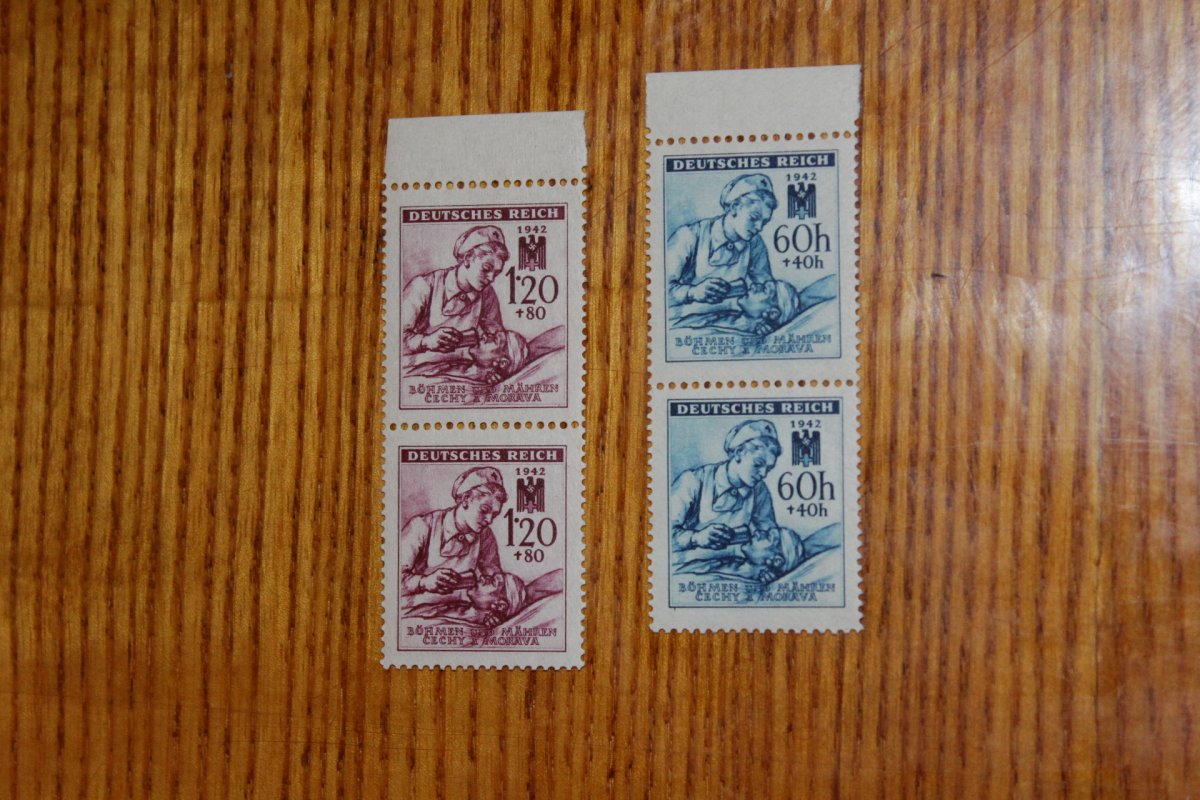 DEUTSCHES REICH
1942
1·20
+80
BÖHMEN UND MÄHREN
ČECHY A MORAVA
DEUTSCHES REICH
1942
1·20
+80
BÖHMEN UND MÄHREN
ČECHY A MORAVA
DEUTSCHES REICH
1942
60h
+40h
BÖHMEN UND MÄHREN
ČECHY A MORAVA
DEUTSCHES REICH
1942
60h
+40h
BÖHMEN UND MÄHREN
ČECHY A MORAVA